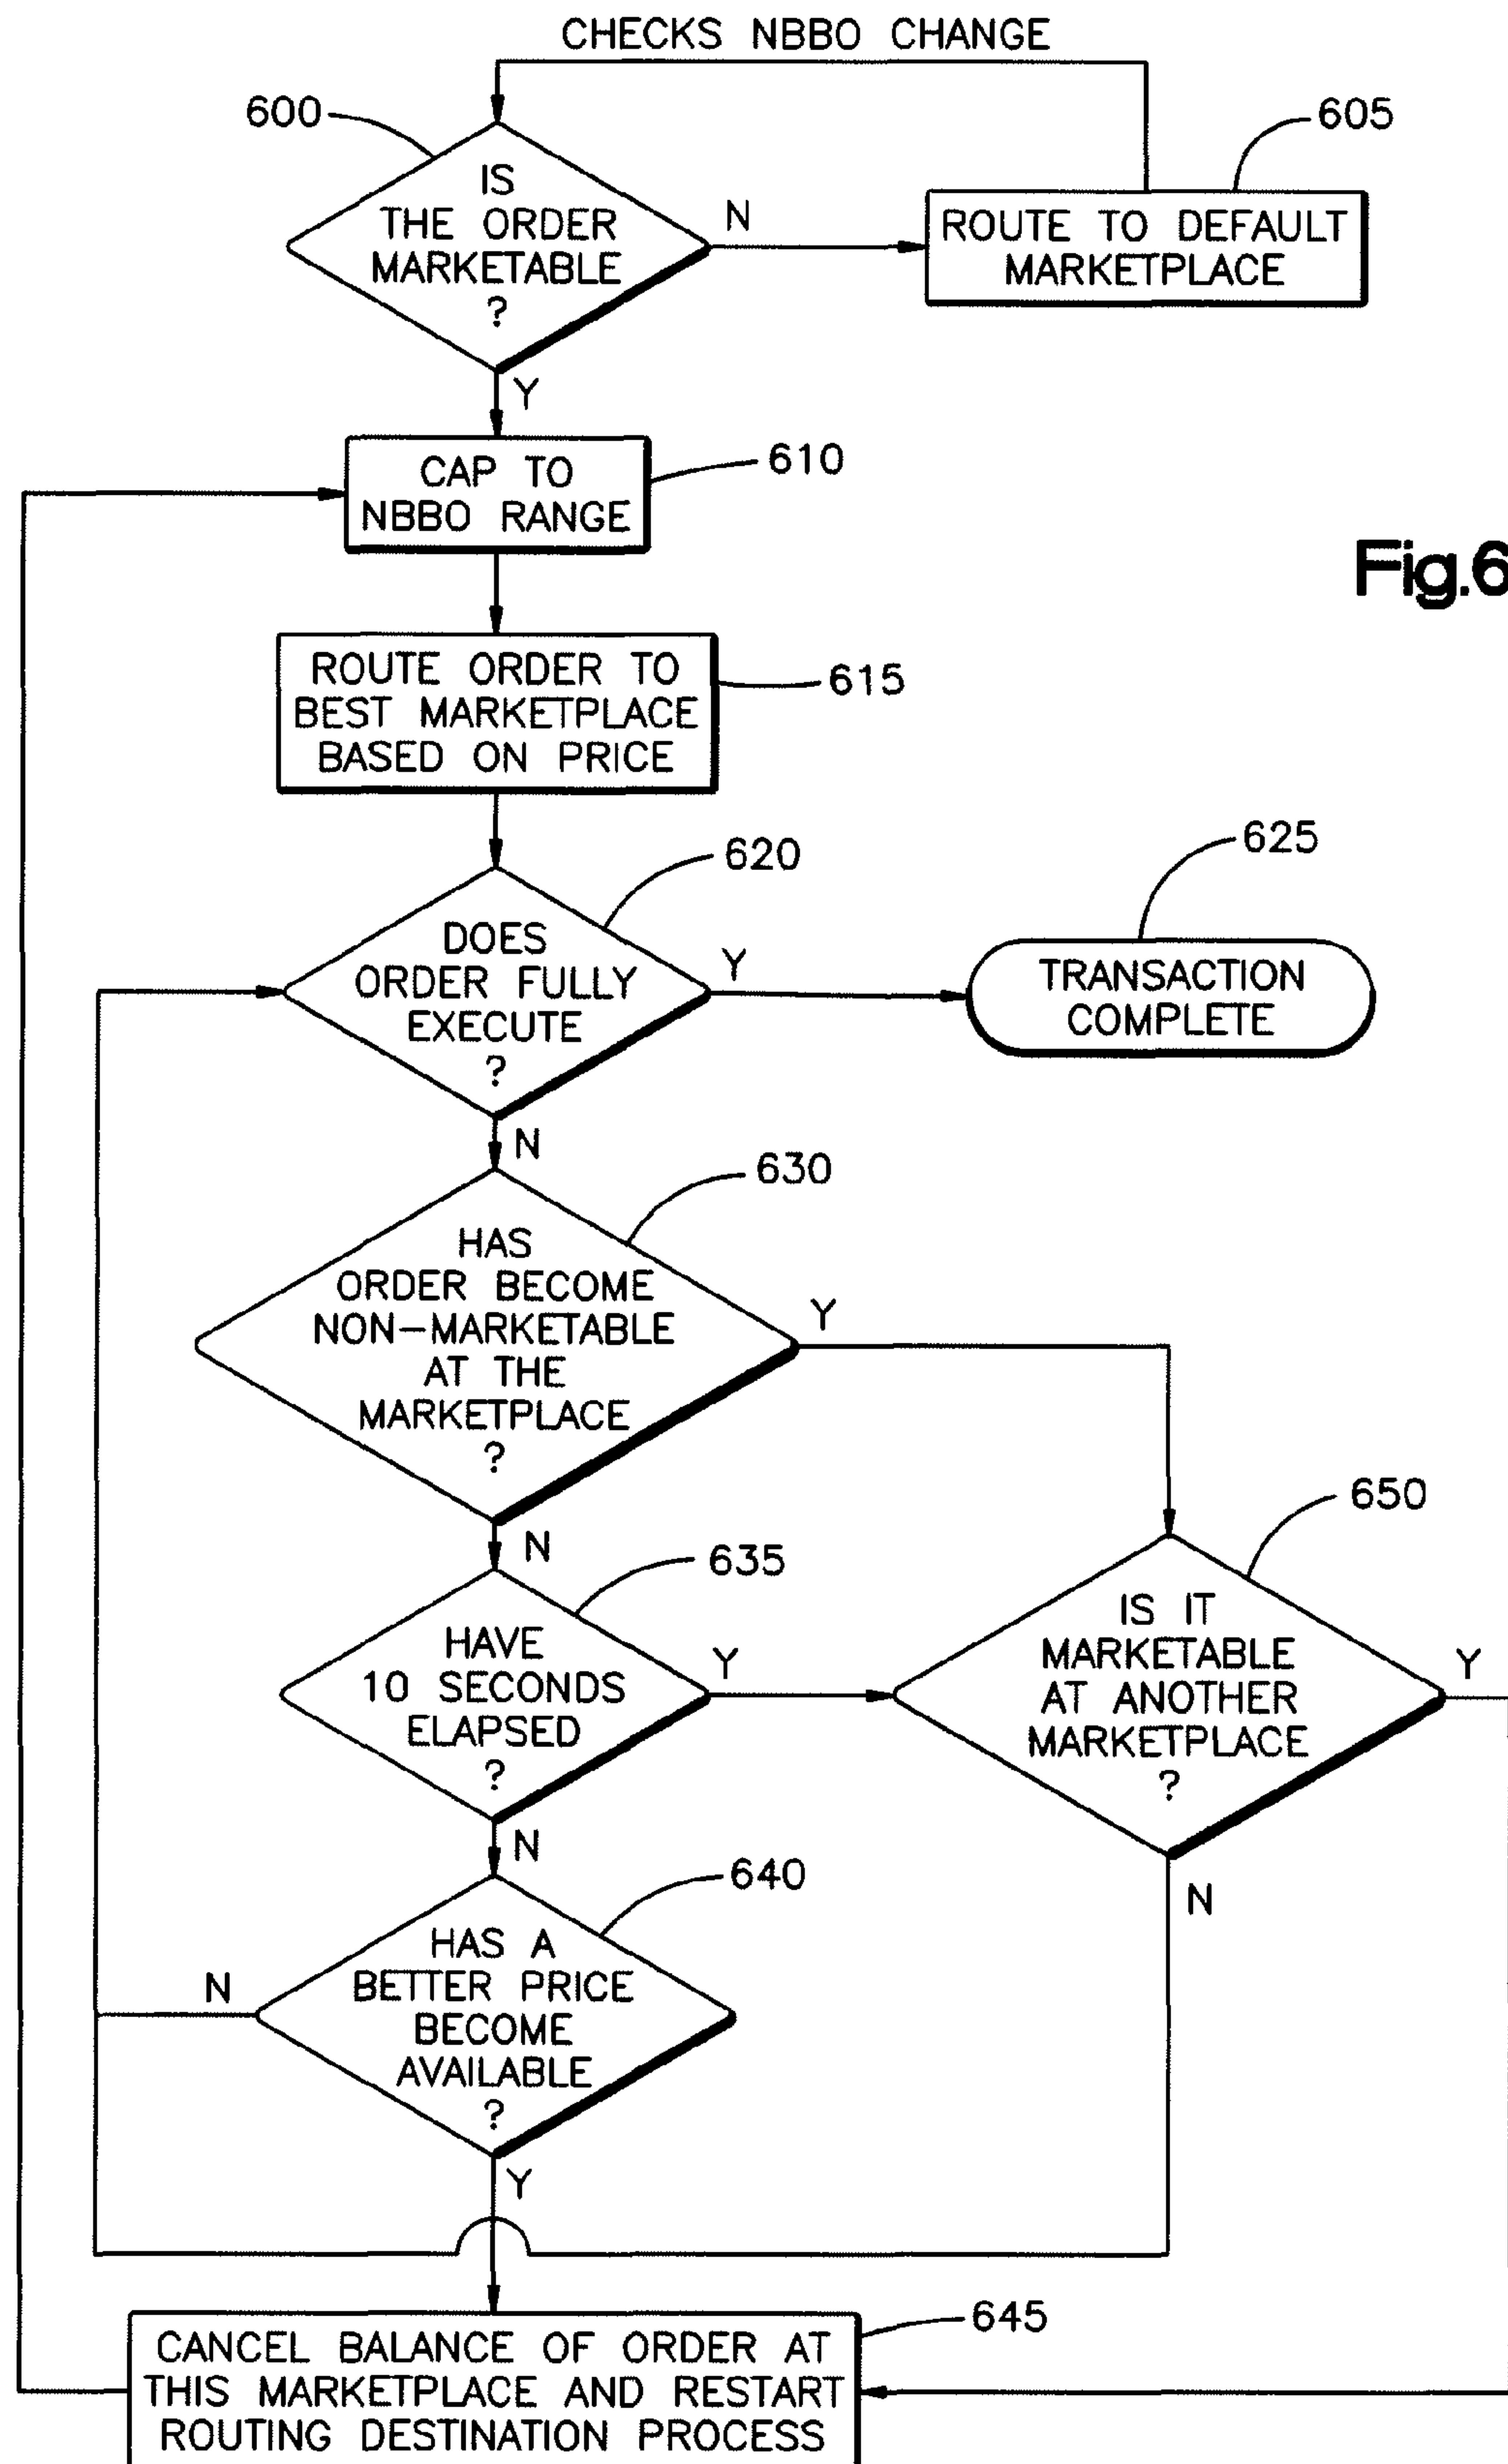 CHECKS NBBO CHANGE
600
605
IS
THE ORDER
MARKETABLE
?
N
ROUTE TO DEFAULT
MARKETPLACE
Y
CAP TO
NBBO RANGE
610
Fig.6
ROUTE ORDER TO
BEST MARKETPLACE
BASED ON PRICE
615
620
625
DOES
ORDER FULLY
EXECUTE
?
Y
TRANSACTION
COMPLETE
N
630
HAS
ORDER BECOME
NON-MARKETABLE
AT THE
MARKETPLACE
?
Y
N
635
650
HAVE
10 SECONDS
ELAPSED
?
Y
IS IT
MARKETABLE
AT ANOTHER
MARKETPLACE
?
Y
N
640
N
HAS A
BETTER PRICE
BECOME
AVAILABLE
?
N
Y
645
CANCEL BALANCE OF ORDER AT
THIS MARKETPLACE AND RESTART
ROUTING DESTINATION PROCESS